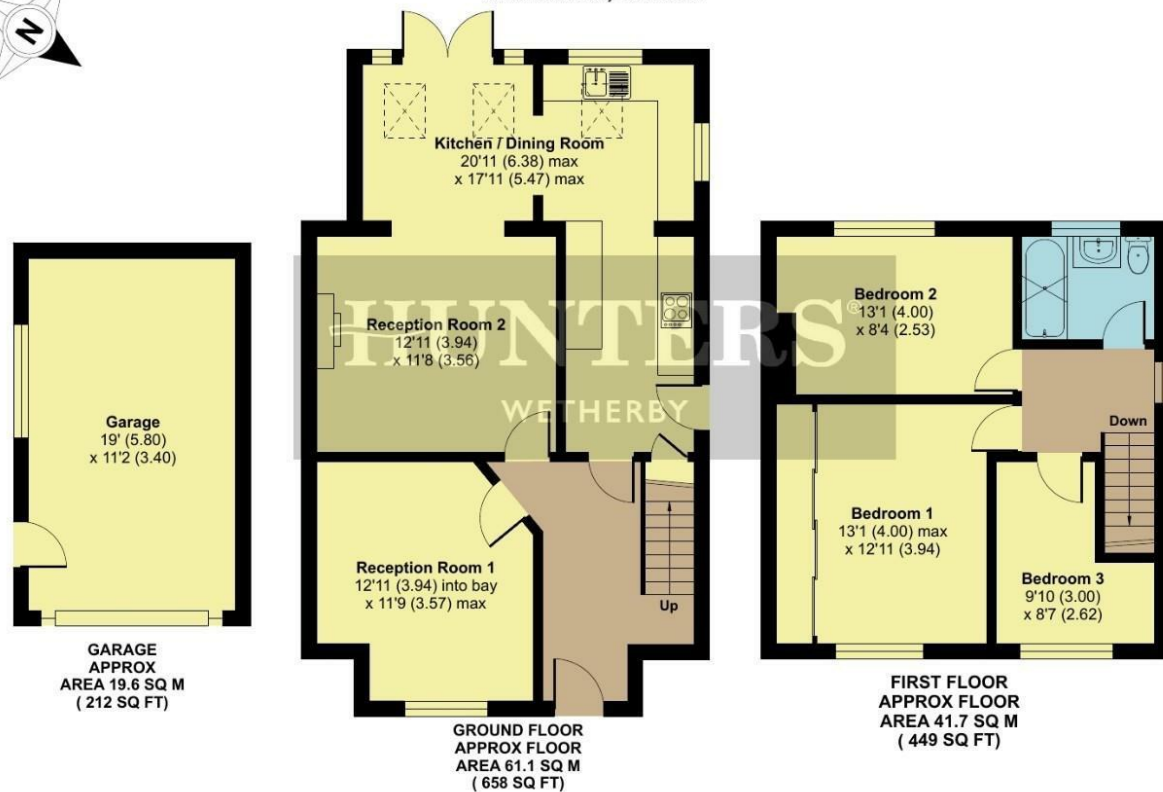 N
Kitchen / Dining Room
20'11 (6.38) max
x 17'11 (5.47) max
HUNTERS®
WETHERBY
Reception Room 2
12'11 (3.94)
x 11'8 (3.56)
Bedroom 2
13'1 (4.00)
x 8'4 (2.53)
Garage
19' (5.80)
x 11'2 (3.40)
Down
Bedroom 1
13'1 (4.00) max
x 12'11 (3.94)
Reception Room 1
12'11 (3.94) into bay
x 11'9 (3.57) max
Up
Bedroom 3
9'10 (3.00)
x 8'7 (2.62)
GARAGE
APPROX
AREA 19.6 SQ M
( 212 SQ FT)
GROUND FLOOR
APPROX FLOOR
AREA 61.1 SQ M
( 658 SQ FT)
FIRST FLOOR
APPROX FLOOR
AREA 41.7 SQ M
( 449 SQ FT)